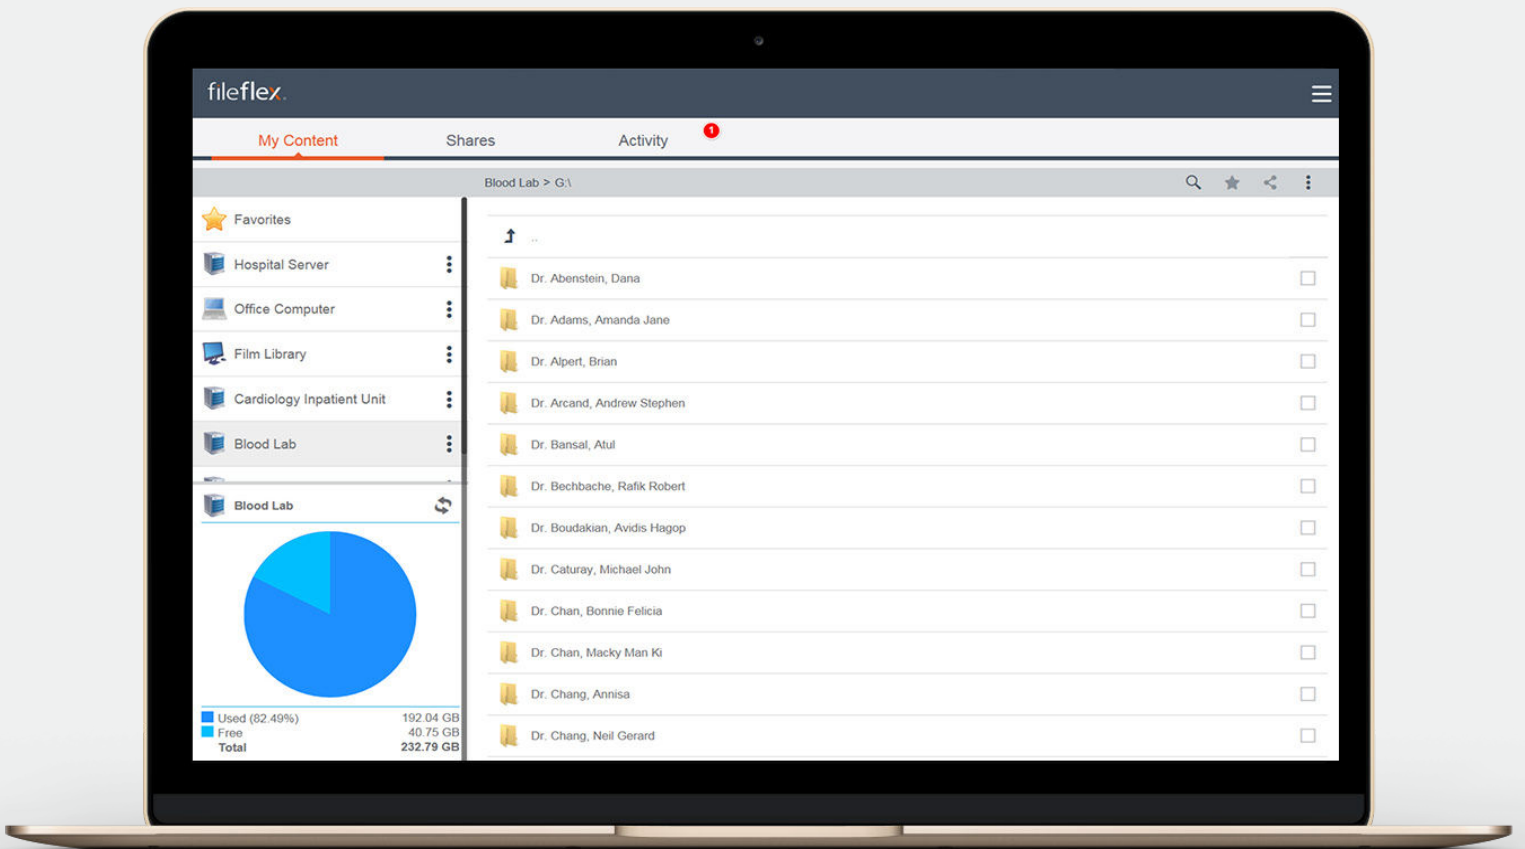 fileflex.
My Content
Shares
Activity
1
Blood Lab > G:\
Favorites
Hospital Server
Office Computer
Film Library
Cardiology Inpatient Unit
Blood Lab
Blood Lab
Used (82.49%) 192.04 GB
Free 40.75 GB
Total 232.79 GB
..
Dr. Abenstein, Dana
Dr. Adams, Amanda Jane
Dr. Alpert, Brian
Dr. Arcand, Andrew Stephen
Dr. Bansal, Atul
Dr. Bechbache, Rafik Robert
Dr. Boudakian, Avidis Hagop
Dr. Caturay, Michael John
Dr. Chan, Bonnie Felicia
Dr. Chan, Macky Man Ki
Dr. Chang, Annisa
Dr. Chang, Neil Gerard